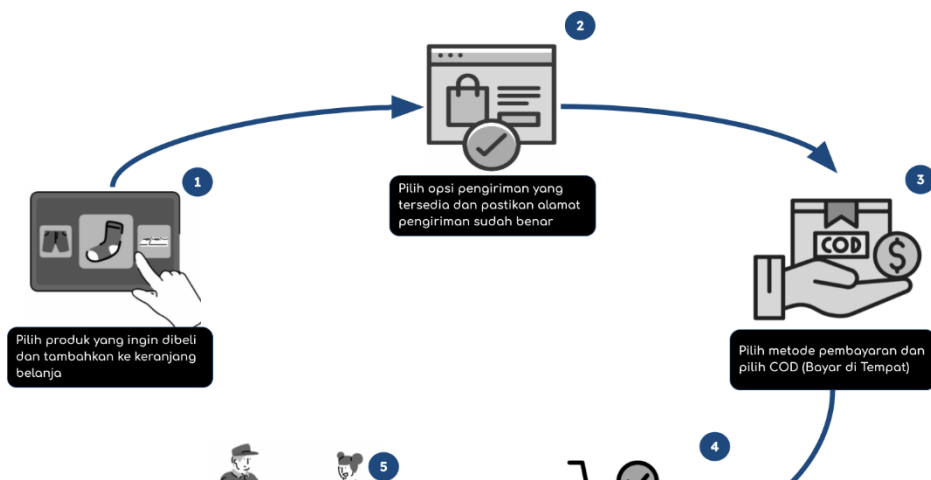 2
1
Pilih opsi pengiriman yang
tersedia dan pastikan alamat
pengiriman sudah benar
3
COD
$
Pilih produk yang ingin dibeli
dan tambahkan ke keranjang
belanja
Pilih metode pembayaran dan
pilih COD (Bayar di Tempat)
4
5